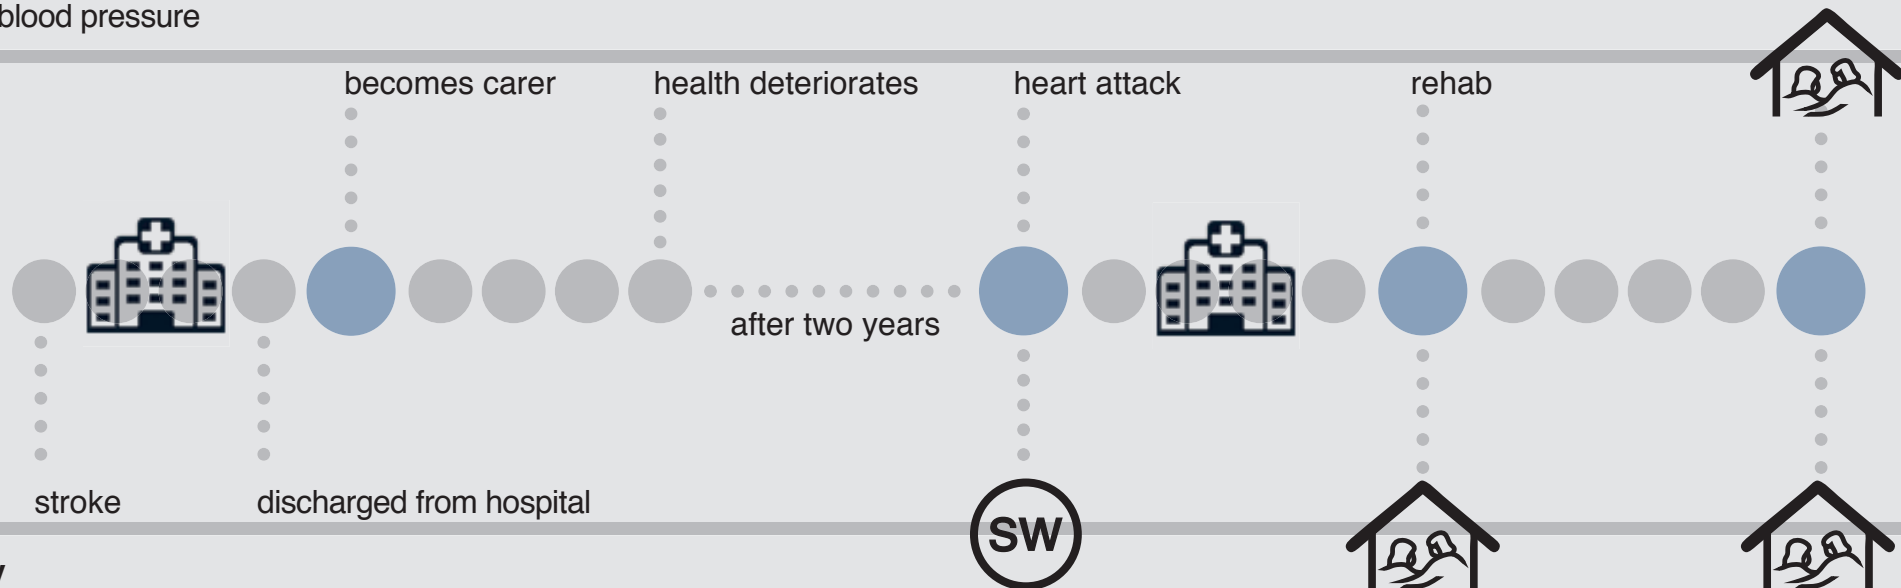 blood pressure
becomes carer
health deteriorates
heart attack
rehab
after two years
stroke
discharged from hospital
SW